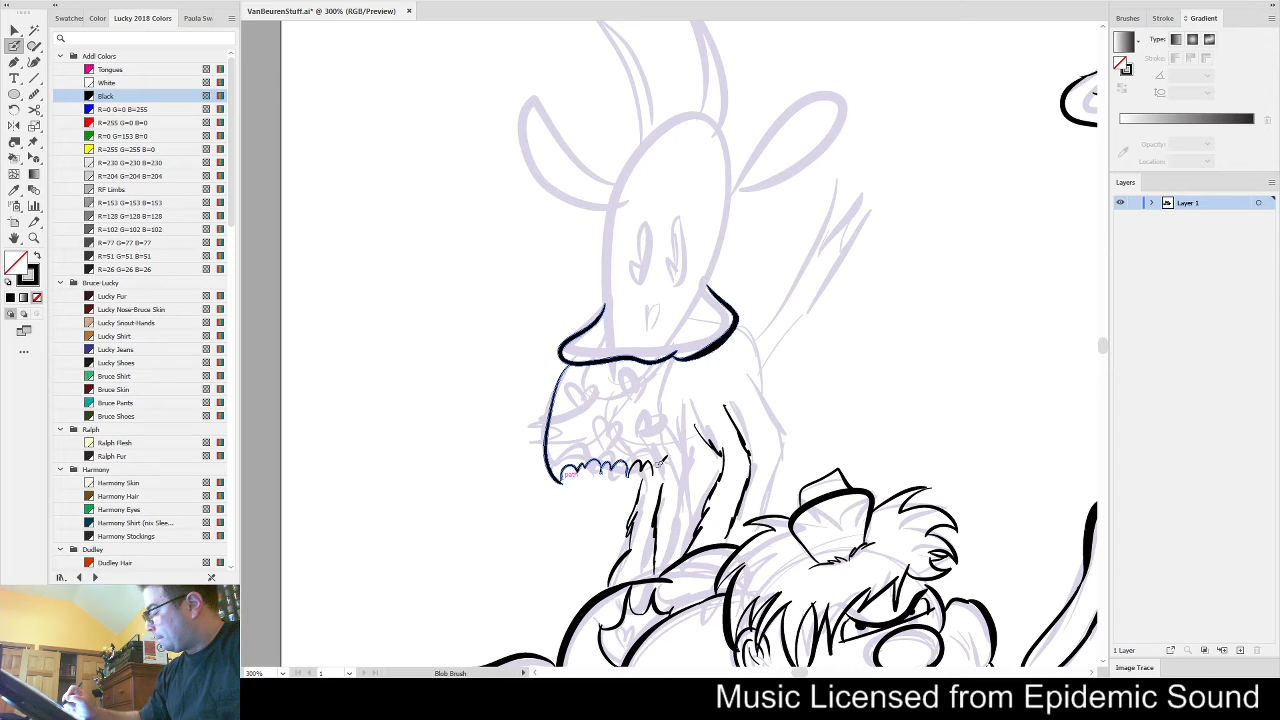 Swatches
Color
Lucky 2018 Colors
Paula Sw
VanBeurenStuff.ai* @ 300% (RGB/Preview)
Brushes
Stroke
Gradient
Type:
Stroke:
Opacity:
Location:
Layers
Layer 1
Addl Colors
Tongues
White
Black
R=0 G=0 B=255
R=255 G=0 B=0
R=0 G=153 B=0
R=255 G=255 B=0
R=230 G=230 B=230
R=204 G=204 B=204
RF Limbs
R=153 G=153 B=153
R=128 G=128 B=128
R=102 G=102 B=102
R=77 G=77 B=77
R=51 G=51 B=51
R=26 G=26 B=26
Bruce-Lucky
Lucky Fur
Lucky Nose-Bruce Skin
Lucky Snout-Hands
Lucky Shirt
Lucky Jeans
Lucky Shoes
Bruce Shirt
Bruce Skin
Bruce Pants
Bruce Shoes
Ralph
Ralph Flesh
Ralph Fur
Harmony
Harmony Skin
Harmony Hair
Harmony Eyes
Harmony Shirt (nix Slee...
Harmony Stockings
Dudley
Dudley Hair
path
300%
1
Blob Brush
1 Layer
Image Trace
Music Licensed from Epidemic Sound